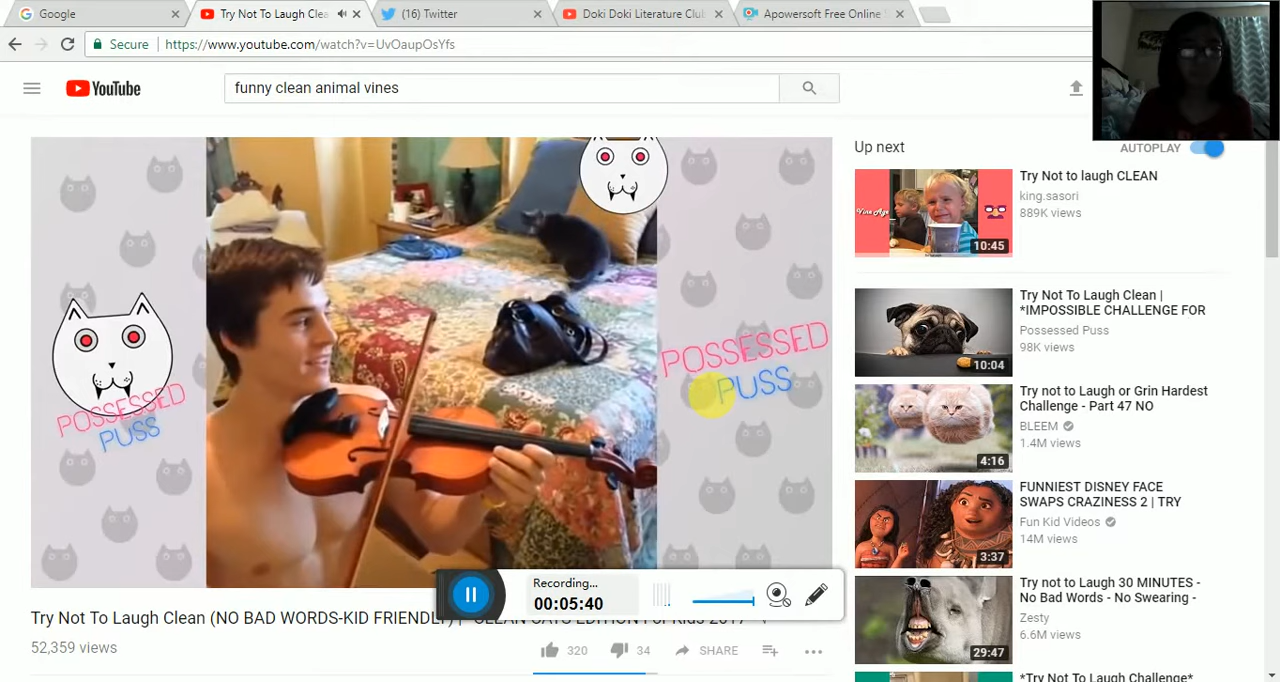 Google
Try Not To Laugh Clea
(16) Twitter
Doki Doki Literature Club
Apowersoft Free Online
Secure
https://www.youtube.com/watch?v=UvOaupOsYfs
YouTube
funny clean animal vines
Up next
AUTOPLAY
Try Not to laugh CLEAN
king.sasori
889K views
Vine Age
10:45
Try Not To Laugh Clean |
*IMPOSSIBLE CHALLENGE FOR
Possessed Puss
98K views
10:04
Try not to Laugh or Grin Hardest
Challenge - Part 47 NO
BLEEM
1.4M views
4:16
FUNNIEST DISNEY FACE
SWAPS CRAZINESS 2 | TRY
Fun Kid Videos
14M views
3:37
Try not to Laugh 30 MINUTES -
No Bad Words - No Swearing -
Zesty
6.6M views
29:47
*Try Not To Laugh Challenge*
POSSESSED
PUSS
POSSESSED
PUSS
Recording...
00:05:40
Try Not To Laugh Clean (NO BAD WORDS-KID FRIENDLY) |
52,359 views
320
34
SHARE